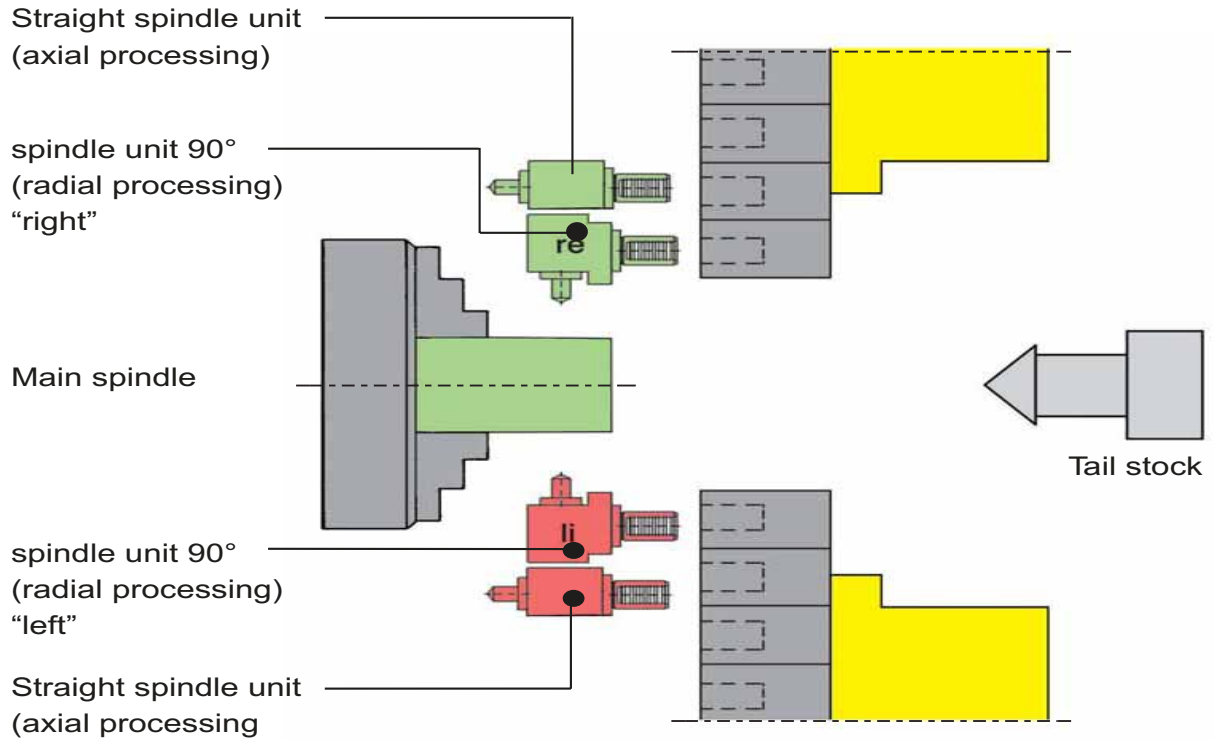 Straight spindle unit
(axial processing)
spindle unit 90°
(radial processing)
“right”
re
Main spindle
Tail stock
li
spindle unit 90°
(radial processing)
“left”
Straight spindle unit
(axial processing